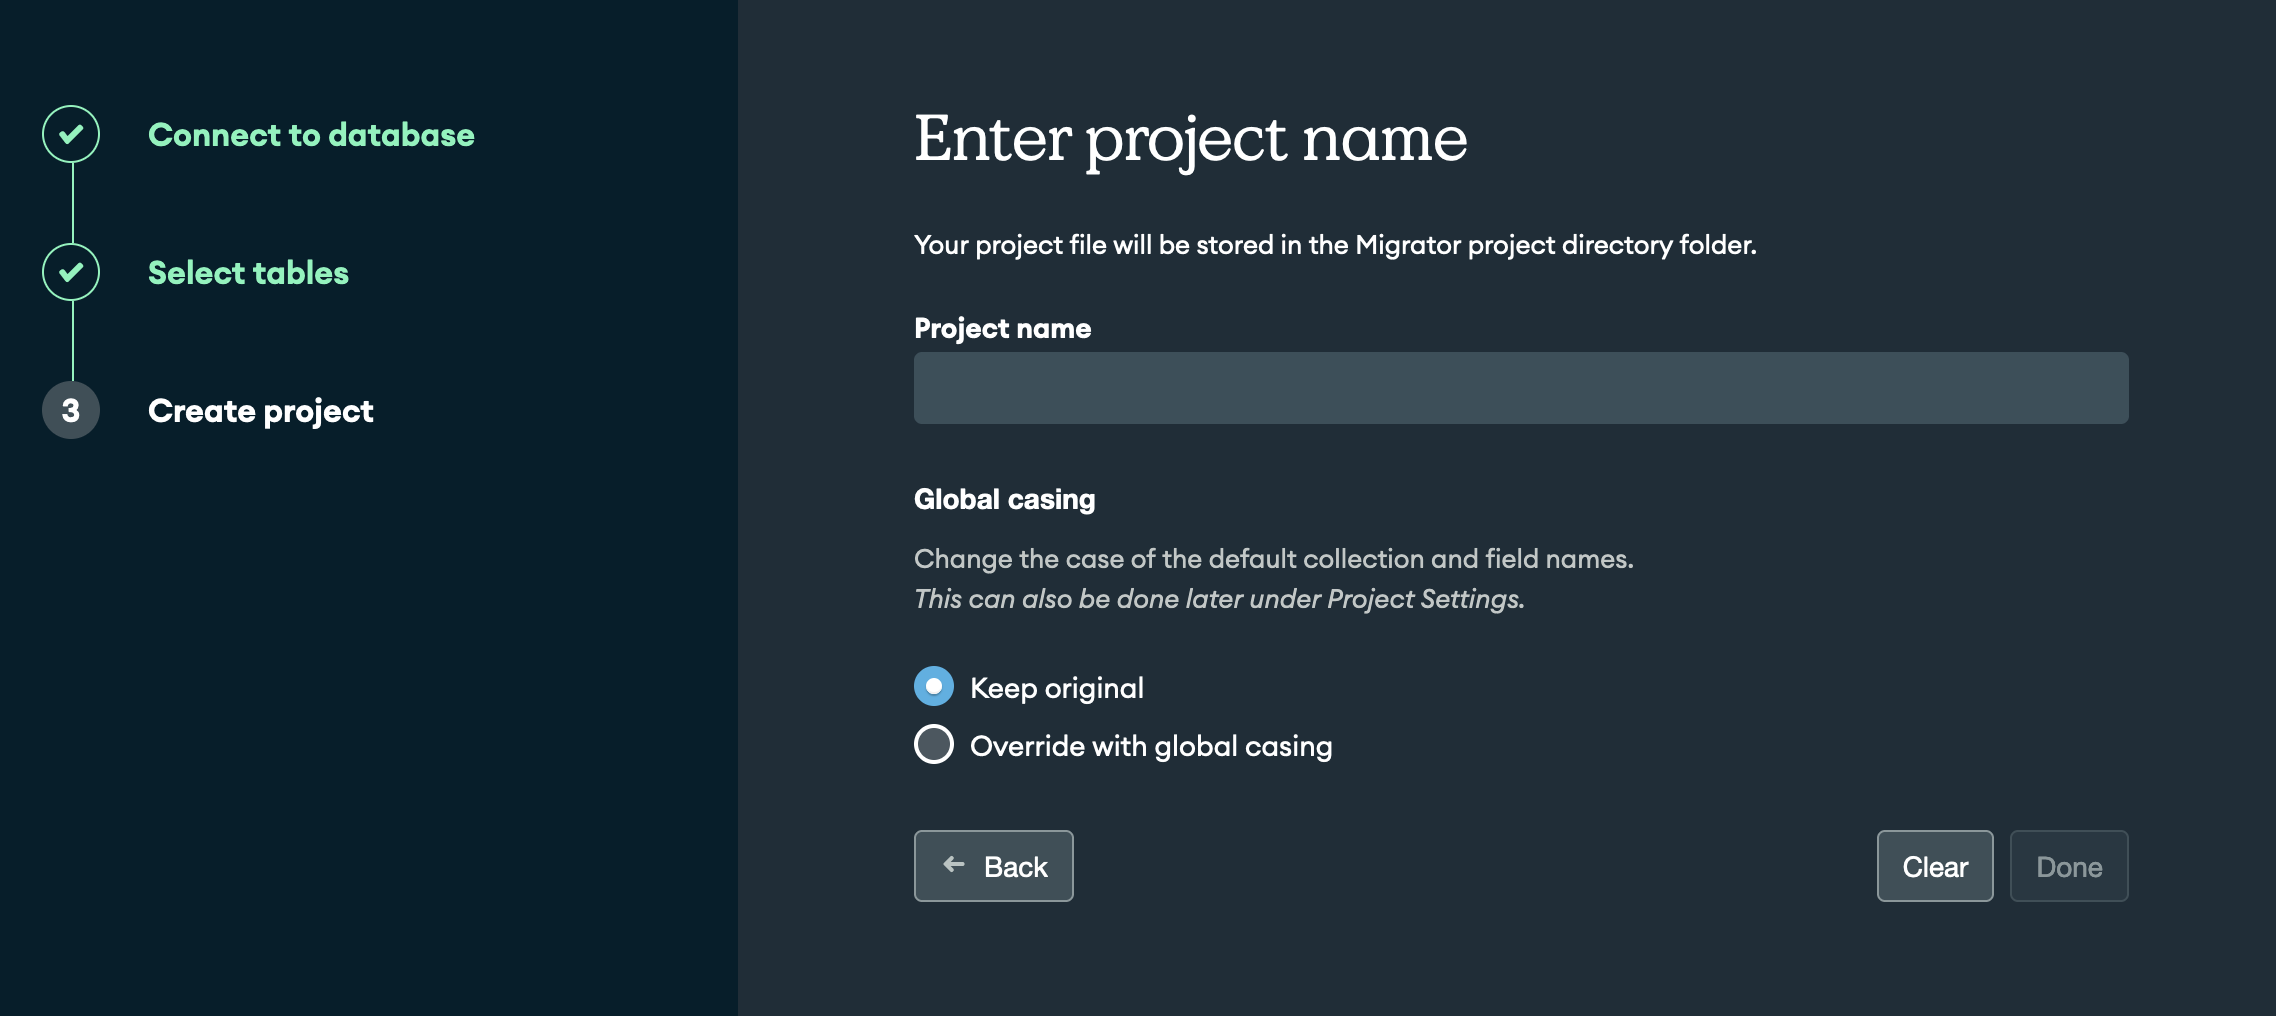 Connect to database
Select tables
3
Create project
Enter project name
Your project file will be stored in the Migrator project directory folder.
Project name
Global casing
Change the case of the default collection and field names.
This can also be done later under Project Settings.
Keep original
Override with global casing
Back
Clear
Done